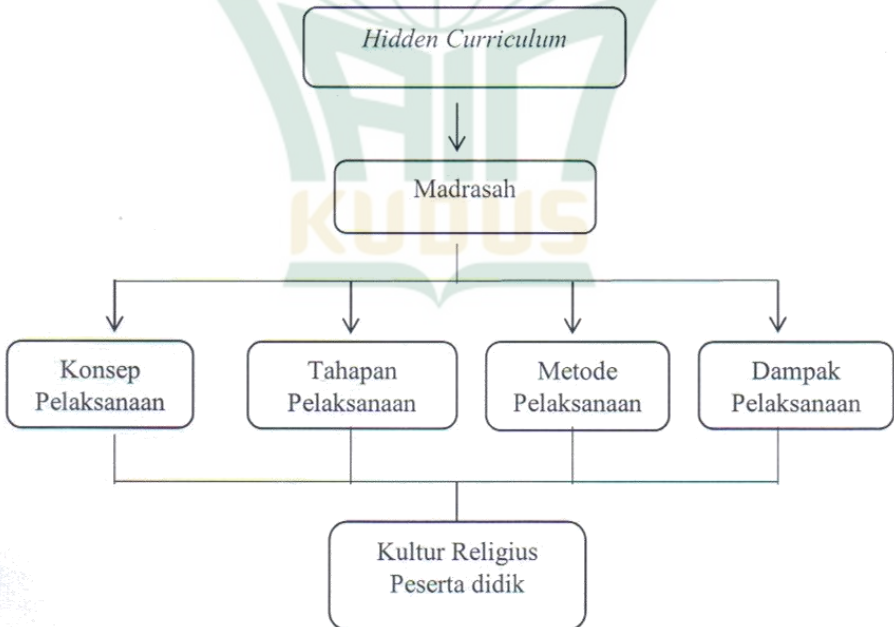 Hidden Curriculum
Madrasah
KUDUS
Konsep
Pelaksanaan
Tahapan
Pelaksanaan
Metode
Pelaksanaan
Dampak
Pelaksanaan
Kultur Religius
Peserta didik